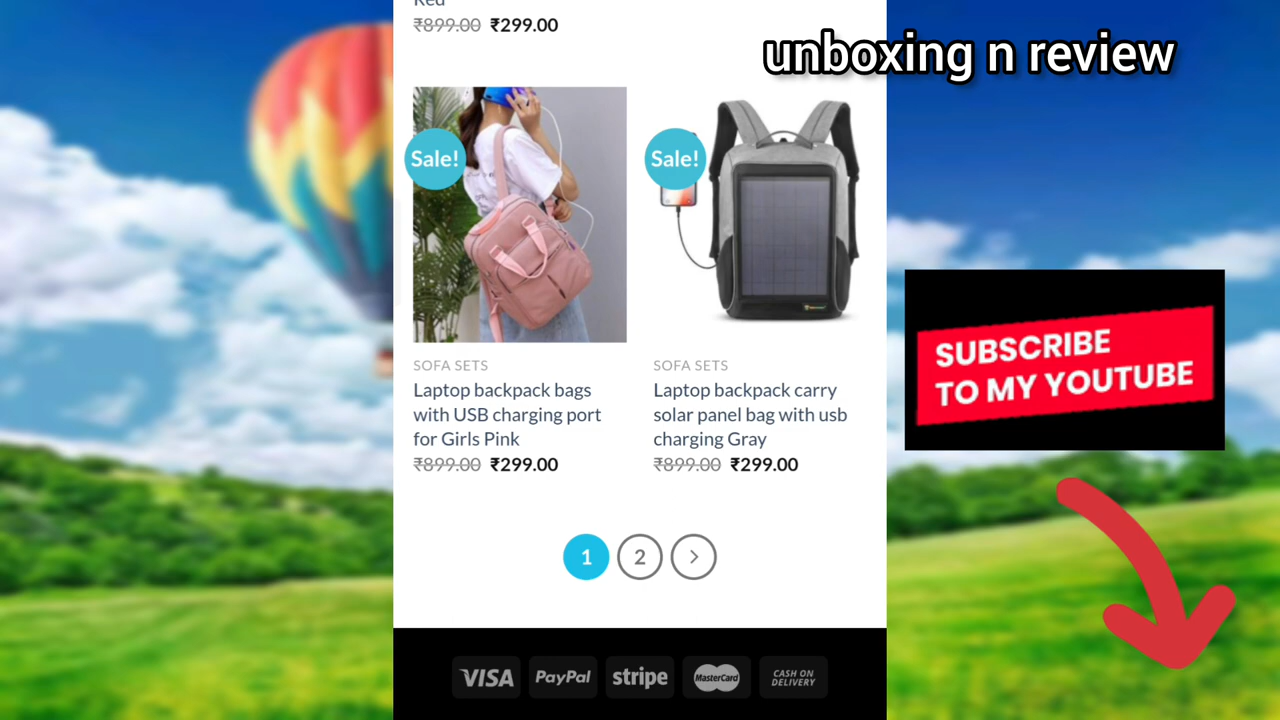 Red
₹899.00 ₹299.00
unboxing n review
Sale!
Sale!
SOFA SETS
Laptop backpack bags
with USB charging port
for Girls Pink
₹899.00 ₹299.00
SOFA SETS
Laptop backpack carry
solar panel bag with usb
charging Gray
₹899.00 ₹299.00
SUBSCRIBE
TO MY YOUTUBE
1 2
VISA PayPal stripe MasterCard CASH ON
DELIVERY